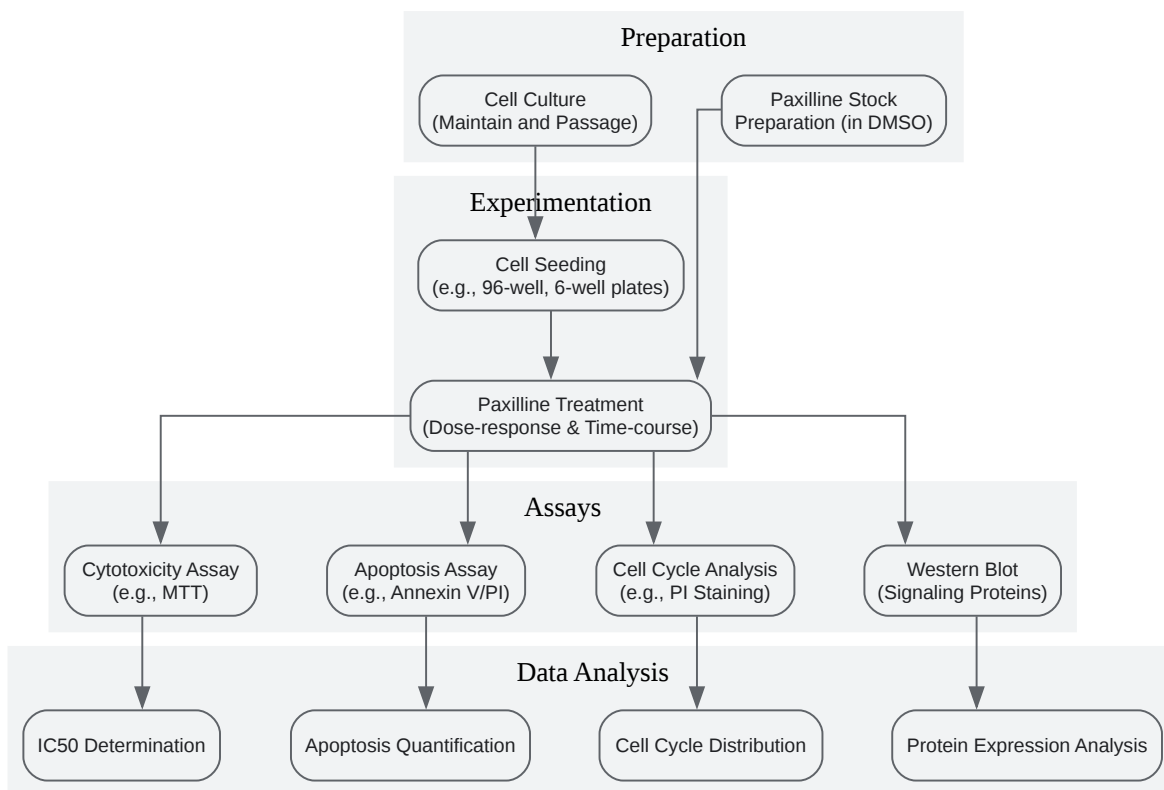 Preparation
Cell Culture
(Maintain and Passage)
Paxilline Stock
Preparation (in DMSO)
Experimentation
Cell Seeding
(e.g., 96-well, 6-well plates)
Paxilline Treatment
(Dose-response & Time-course)
Assays
Cytotoxicity Assay
(e.g., MTT)
Apoptosis Assay
(e.g., Annexin V/PI)
Cell Cycle Analysis
(e.g., PI Staining)
Western Blot
(Signaling Proteins)
Data Analysis
IC50 Determination
Apoptosis Quantification
Cell Cycle Distribution
Protein Expression Analysis